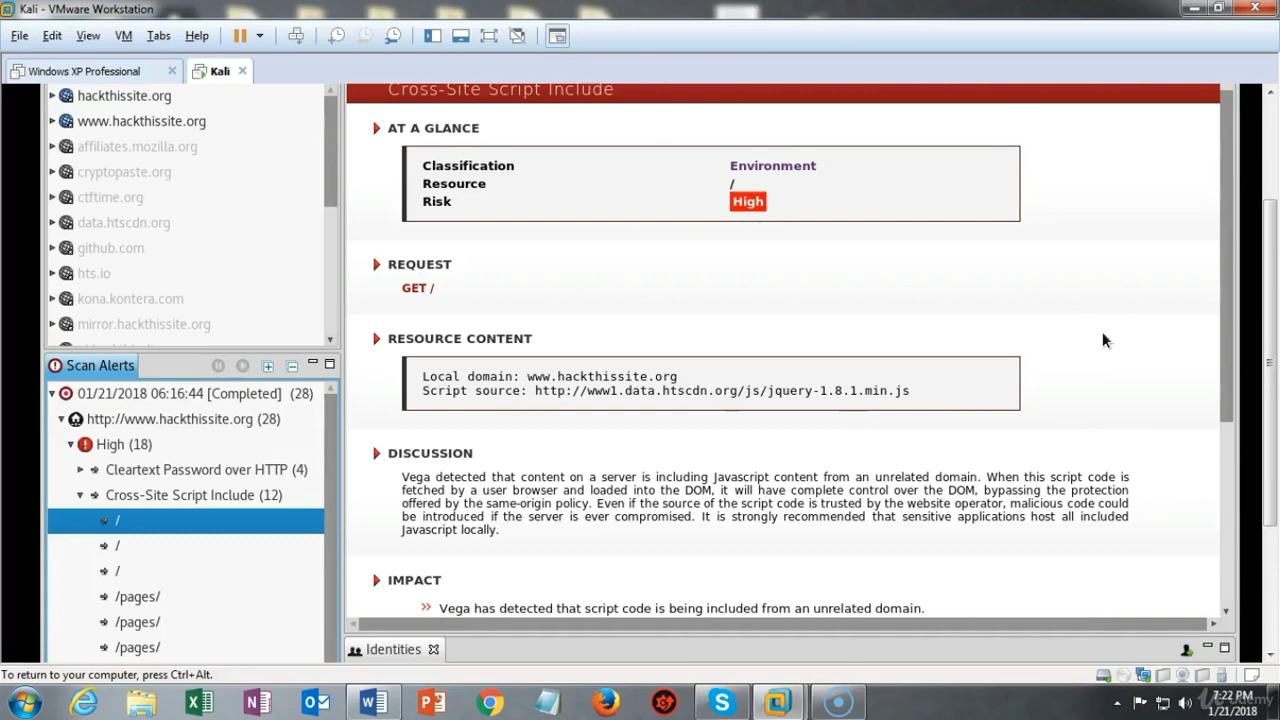 Kali - VMware Workstation
File Edit View VM Tabs Help
Windows XP Professional
Kali
hackthissite.org
www.hackthissite.org
affiliates.mozilla.org
cryptopaste.org
ctftime.org
data.htscdn.org
github.com
hts.io
kona.kontera.com
mirror.hackthissite.org
Scan Alerts
01/21/2018 06:16:44 [Completed] (28)
http://www.hackthissite.org (28)
High (18)
Cleartext Password over HTTP (4)
Cross-Site Script Include (12)
/
/
/
/pages/
/pages/
/pages/
Cross-Site Script Include
AT A GLANCE
Classification Environment
Resource /
Risk High
REQUEST
GET /
RESOURCE CONTENT
Local domain: www.hackthissite.org
Script source: http://www1.data.htscdn.org/js/jquery-1.8.1.min.js
DISCUSSION
Vega detected that content on a server is including Javascript content from an unrelated domain. When this script code is
fetched by a user browser and loaded into the DOM, it will have complete control over the DOM, bypassing the protection
offered by the same-origin policy. Even if the source of the script code is trusted by the website operator, malicious code could
be introduced if the server is ever compromised. It is strongly recommended that sensitive applications host all included
Javascript locally.
IMPACT
Vega has detected that script code is being included from an unrelated domain.
Identities
To return to your computer, press Ctrl+Alt.
7:22 PM
1/21/2018
Udemy